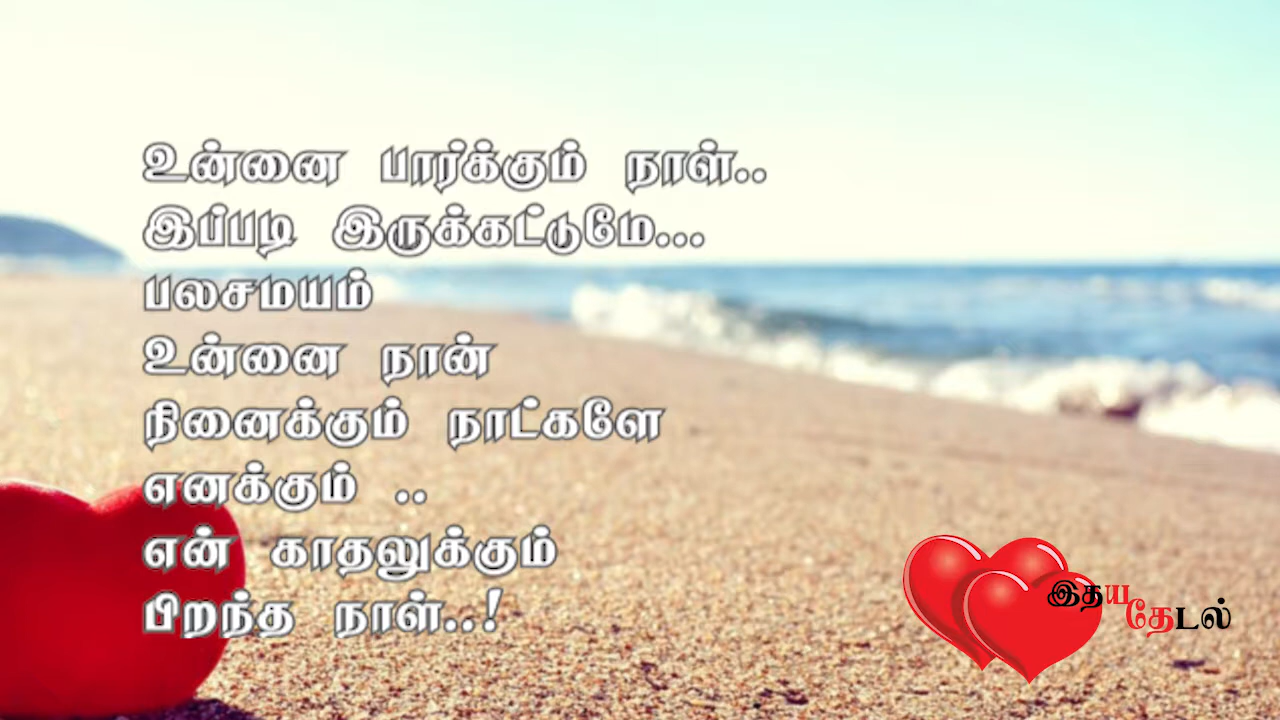 உன்னை பார்க்கும் நாள்..
இப்படி இருக்கட்டுமே...
பலசமயம்
உன்னை நான்
நினைக்கும் நாட்களே
எனக்கும் ..
என் காதலுக்கும்
பிறந்த நாள்..!
இதய
தேடல்